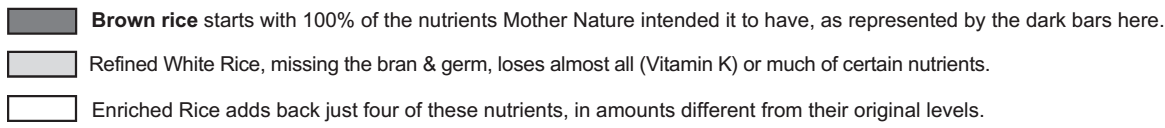 Brown rice starts with 100% of the nutrients Mother Nature intended it to have, as represented by the dark bars here.
Refined White Rice, missing the bran & germ, loses almost all (Vitamin K) or much of certain nutrients.
Enriched Rice adds back just four of these nutrients, in amounts different from their original levels.